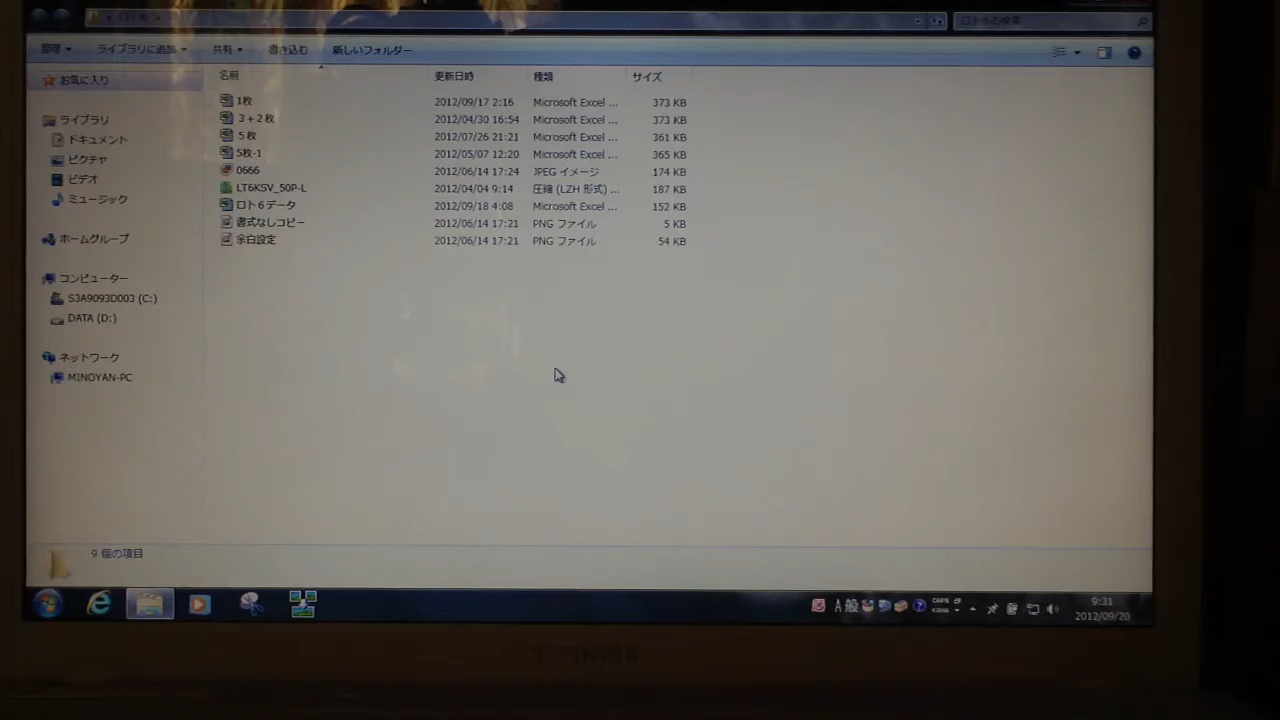 ロト6の検索
整理 ライブラリに追加 共有 書き込む 新しいフォルダー
お気に入り
ライブラリ
ドキュメント
ピクチャ
ビデオ
ミュージック
ホームグループ
コンピューター
S3A9093D003 (C:)
DATA (D:)
ネットワーク
MINOYAN-PC
名前 更新日時 種類 サイズ
1枚 2012/09/17 2:16 Microsoft Excel ... 373 KB
3+2枚 2012/04/30 16:54 Microsoft Excel ... 373 KB
5枚 2012/07/26 21:21 Microsoft Excel ... 361 KB
5枚-1 2012/05/07 12:20 Microsoft Excel ... 365 KB
0666 2012/06/14 17:24 JPEG イメージ 174 KB
LT6KSV_50P-L 2012/04/04 9:14 圧縮 (LZH 形式) ... 187 KB
ロト6データ 2012/09/18 4:08 Microsoft Excel ... 152 KB
書式なしコピー 2012/06/14 17:21 PNG ファイル 5 KB
余白設定 2012/06/14 17:21 PNG ファイル 54 KB
9 個の項目
A 般
CAPS
KANA
9:31
2012/09/20
TOSHIBA